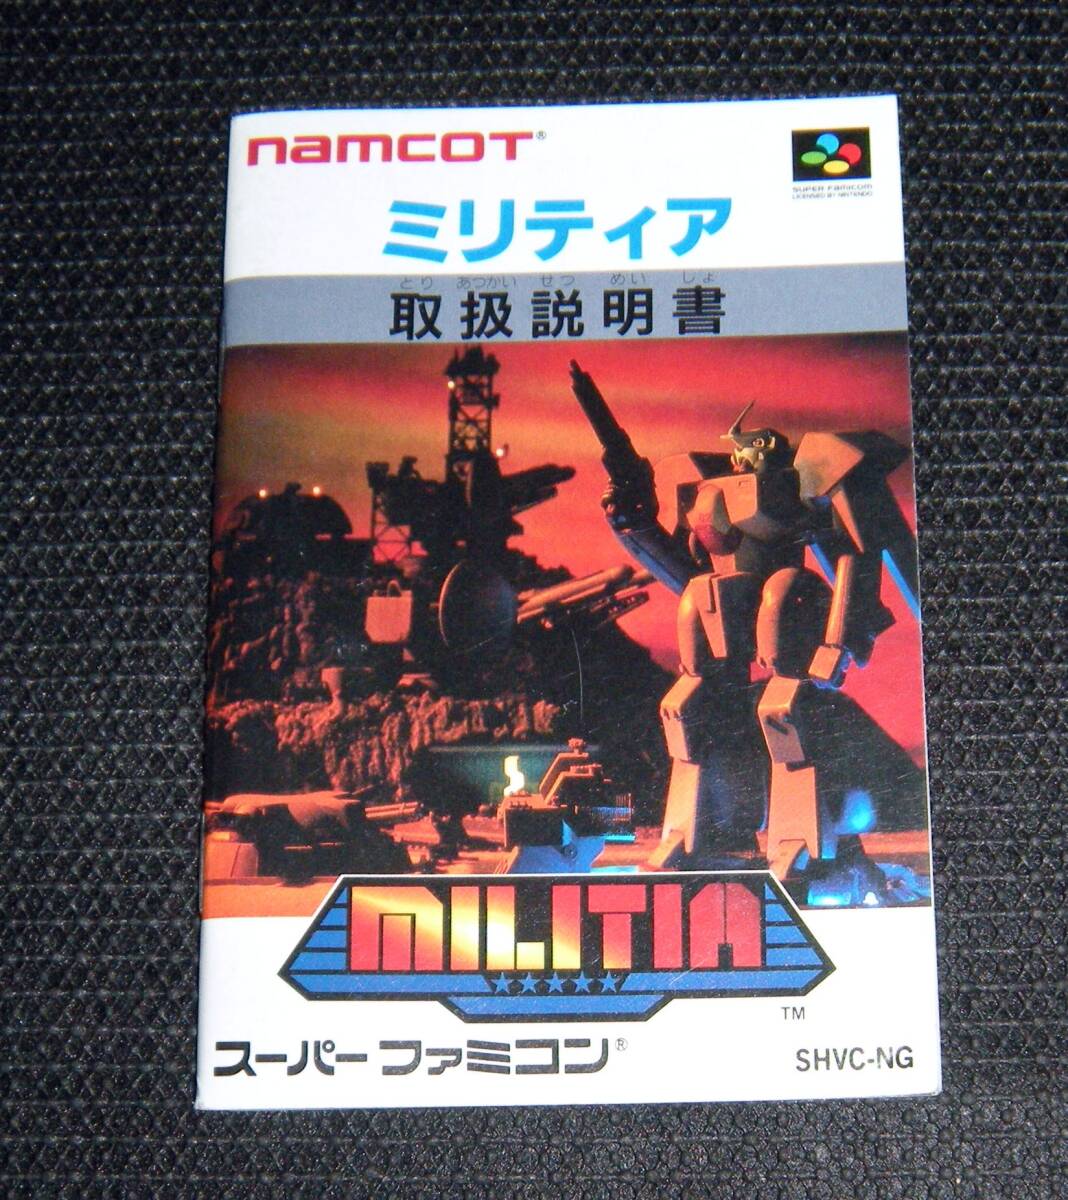 namcot®
SUPER FAMICOM
LICENSED BY NINTENDO
ミリティア
とり あつかい せつ めい しょ
取扱説明書
MILITIA
TM
スーパーファミコン®
SHVC-NG